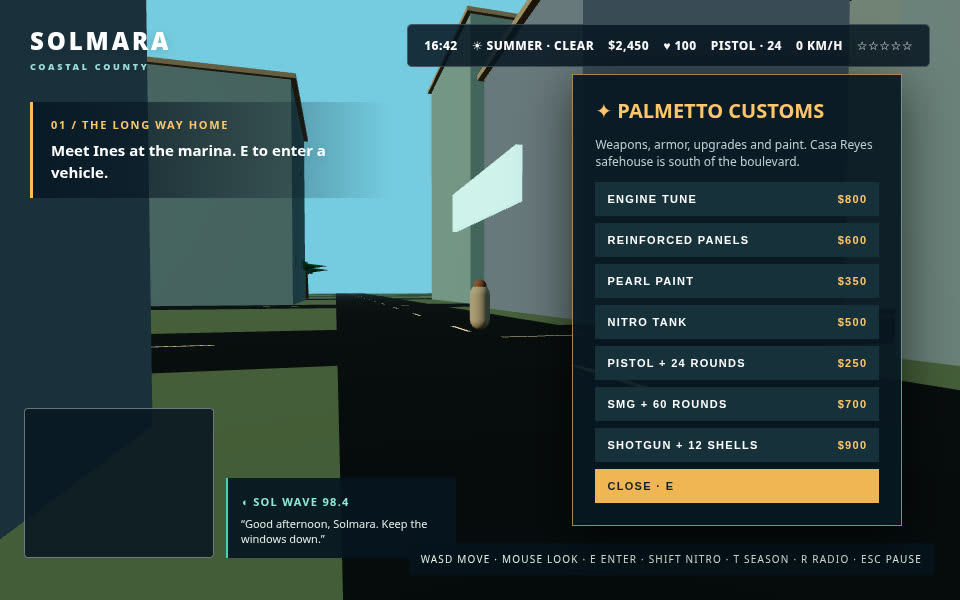 SOLMARA
COASTAL COUNTY
16:42 ☀ SUMMER · CLEAR $2,450 ♥ 100 PISTOL · 24 0 KM/H ☆☆☆☆☆
01 / THE LONG WAY HOME
Meet Ines at the marina. E to enter a
vehicle.
✦ PALMETTO CUSTOMS
Weapons, armor, upgrades and paint. Casa Reyes
safehouse is south of the boulevard.
ENGINE TUNE $800
REINFORCED PANELS $600
PEARL PAINT $350
NITRO TANK $500
PISTOL + 24 ROUNDS $250
SMG + 60 ROUNDS $700
SHOTGUN + 12 SHELLS $900
CLOSE · E
SOL WAVE 98.4
“Good afternoon, Solmara. Keep the
windows down.”
WASD MOVE · MOUSE LOOK · E ENTER · SHIFT NITRO · T SEASON · R RADIO · ESC PAUSE